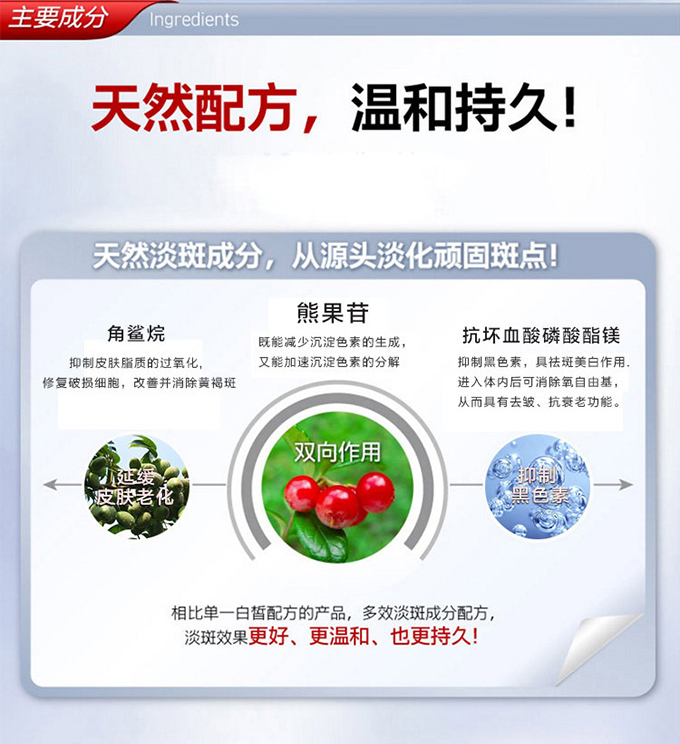 主要成分
Ingredients
天然配方，温和持久！
天然淡斑成分，从源头淡化顽固斑点！
角鲨烷
抑制皮肤脂质的过氧化，
修复破损细胞，改善并消除黄褐斑
熊果苷
既能减少沉淀色素的生成，
又能加速沉淀色素的分解
抗坏血酸磷酸酯镁
抑制黑色素，具祛斑美白作用．
进入体内后可消除氧自由基，
从而具有去皱、抗衰老功能。
延缓
皮肤老化
双向作用
抑制
黑色素
相比单一白皙配方的产品，多效淡斑成分配方，
淡斑效果更好、更温和、也更持久！